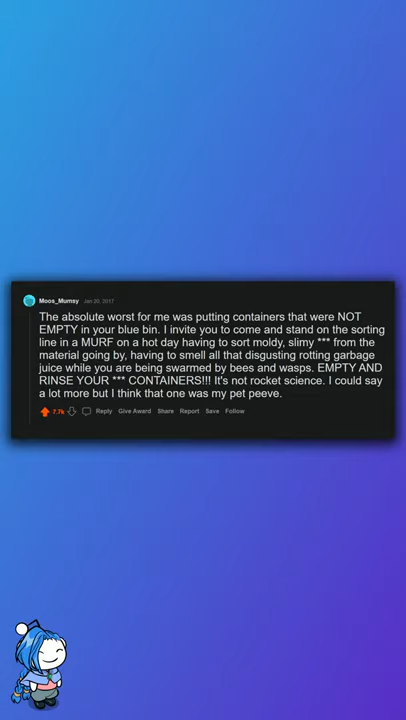 Moos_Mumsy Jan 20, 2017
The absolute worst for me was putting containers that were NOT
EMPTY in your blue bin. I invite you to come and stand on the sorting
line in a MURF on a hot day having to sort moldy, slimy *** from the
material going by, having to smell all that disgusting rotting garbage
juice while you are being swarmed by bees and wasps. EMPTY AND
RINSE YOUR *** CONTAINERS!!! It's not rocket science. I could say
a lot more but I think that one was my pet peeve.
7.7k Reply Give Award Share Report Save Follow